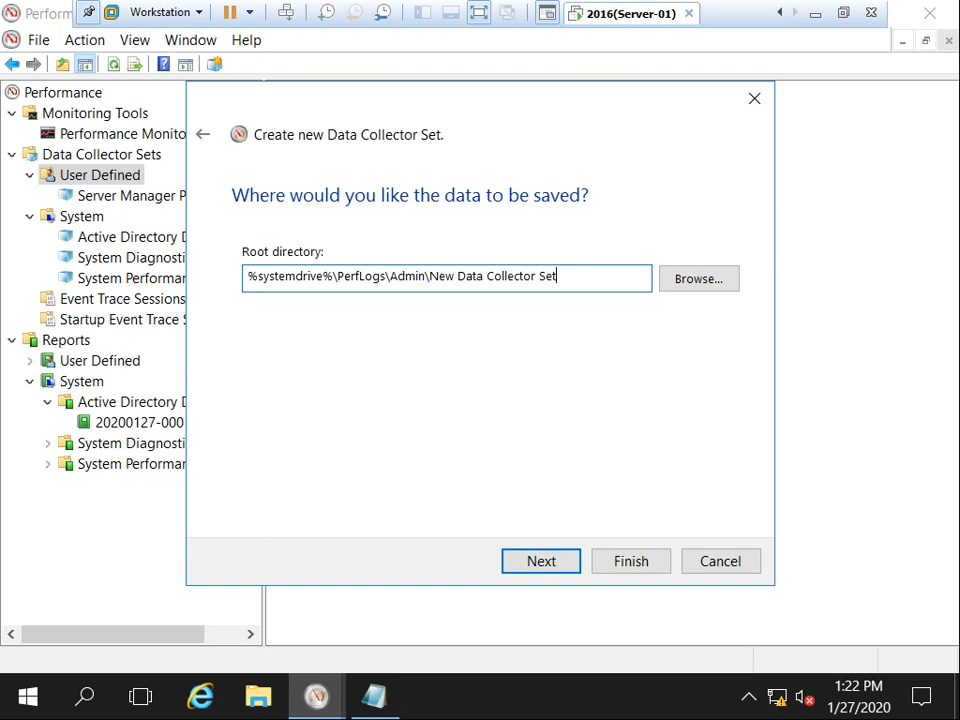 Perform
Workstation
2016(Server-01)
File Action View Window Help
Performance
Monitoring Tools
Performance Monito
Data Collector Sets
User Defined
Server Manager P
System
Active Directory D
System Diagnosti
System Performar
Event Trace Sessions
Startup Event Trace S
Reports
User Defined
System
Active Directory D
20200127-000
System Diagnosti
System Performar
Create new Data Collector Set.
Where would you like the data to be saved?
Root directory:
%systemdrive%\PerfLogs\Admin\New Data Collector Set
Browse...
Next Finish Cancel
1:22 PM
1/27/2020